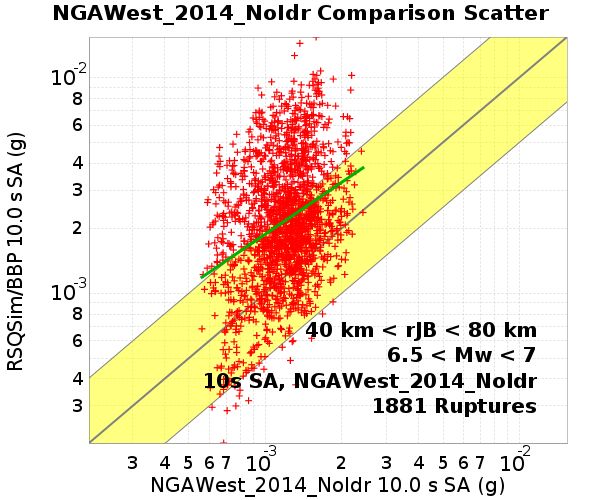 NGAWest_2014_NoIdr Comparison Scatter
RSQSim/BBP 10.0 s SA (g)
10-2
8
6
4
3
2
10-3
8
6
4
3
40 km < rJB < 80 km
6.5 < Mw < 7
10s SA, NGAWest_2014_NoIdr
1881 Ruptures
3 4 5 6 7 10-3 2 3 4 5 6 7 10-2
NGAWest_2014_NoIdr 10.0 s SA (g)